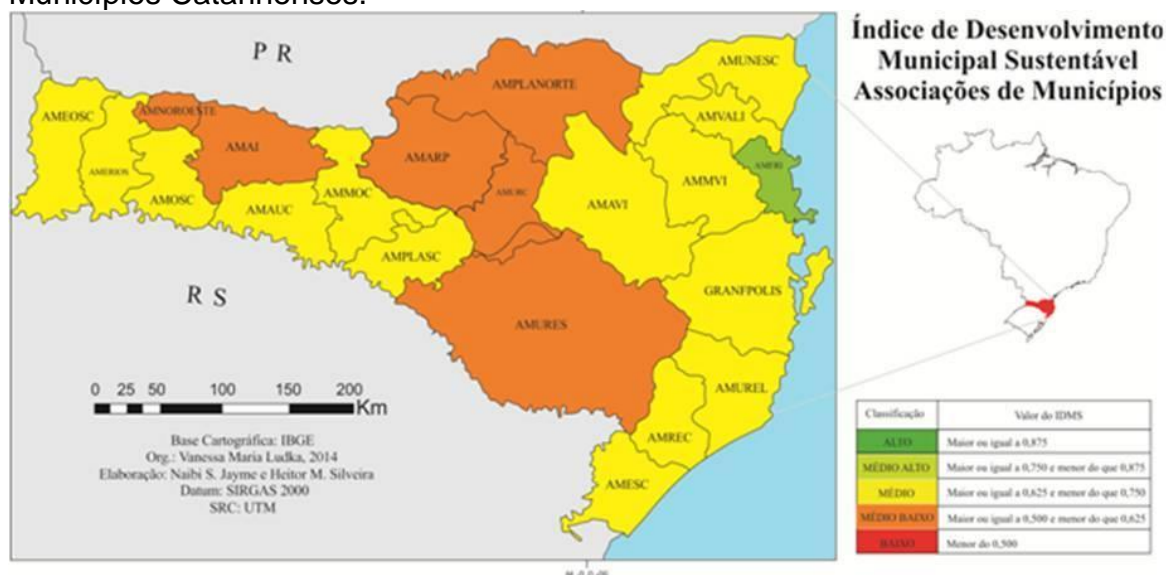 Municípios Catarinenses.
Índice de Desenvolvimento
Municipal Sustentável
Associações de Municípios
P R
AMUNESC
AMPLANORTE
AMEOSC
AMNOROESTE
AMVALI
AMAI
AMARP
AMFRI
AMERIOS
AMMVI
AMURC
AMOSC
AMMOC
AMAVI
AMAUC
AMPLASC
R S
GRANFPOLIS
AMURES
AMUREL
AMREC
AMESC
0 25 50 100 150 200
Km
Base Cartográfica: IBGE
Org.: Vanessa Maria Ludka, 2014
Elaboração: Naibi S. Jayme e Heitor M. Silveira
Datum: SIRGAS 2000
SRC: UTM
Classificação Valor do IDMS
ALTO Maior ou igual a 0,875
MÉDIO ALTO Maior ou igual a 0,750 e menor do que 0,875
MÉDIO Maior ou igual a 0,625 e menor do que 0,750
MÉDIO BAIXO Maior ou igual a 0,500 e menor do que 0,625
BAIXO Menor do 0,500